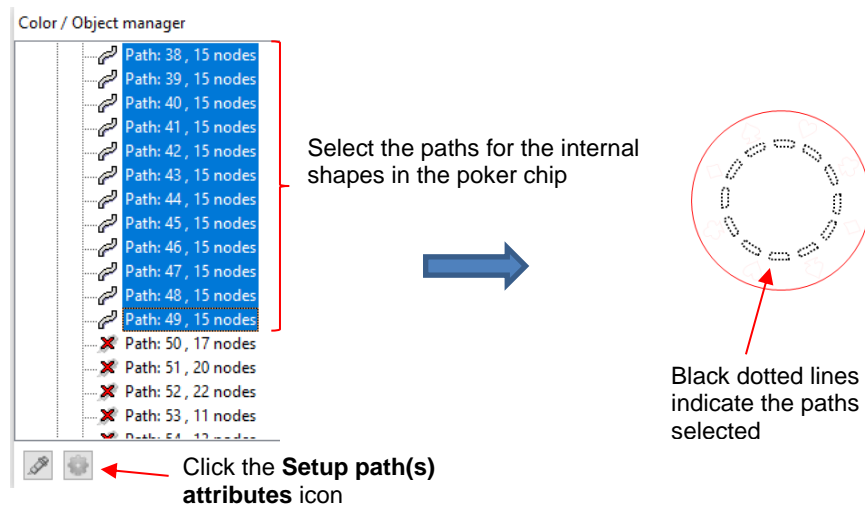 Color / Object manager
Path: 38 , 15 nodes
Path: 39 , 15 nodes
Path: 40 , 15 nodes
Path: 41 , 15 nodes
Path: 42 , 15 nodes
Path: 43 , 15 nodes
Path: 44 , 15 nodes
Path: 45 , 15 nodes
Path: 46 , 15 nodes
Path: 47 , 15 nodes
Path: 48 , 15 nodes
Path: 49 , 15 nodes
Path: 50 , 17 nodes
Path: 51 , 20 nodes
Path: 52 , 22 nodes
Path: 53 , 11 nodes
Path: 54 , 13 nodes
Select the paths for the internal
shapes in the poker chip
Black dotted lines
indicate the paths
selected
Click the Setup path(s)
attributes icon